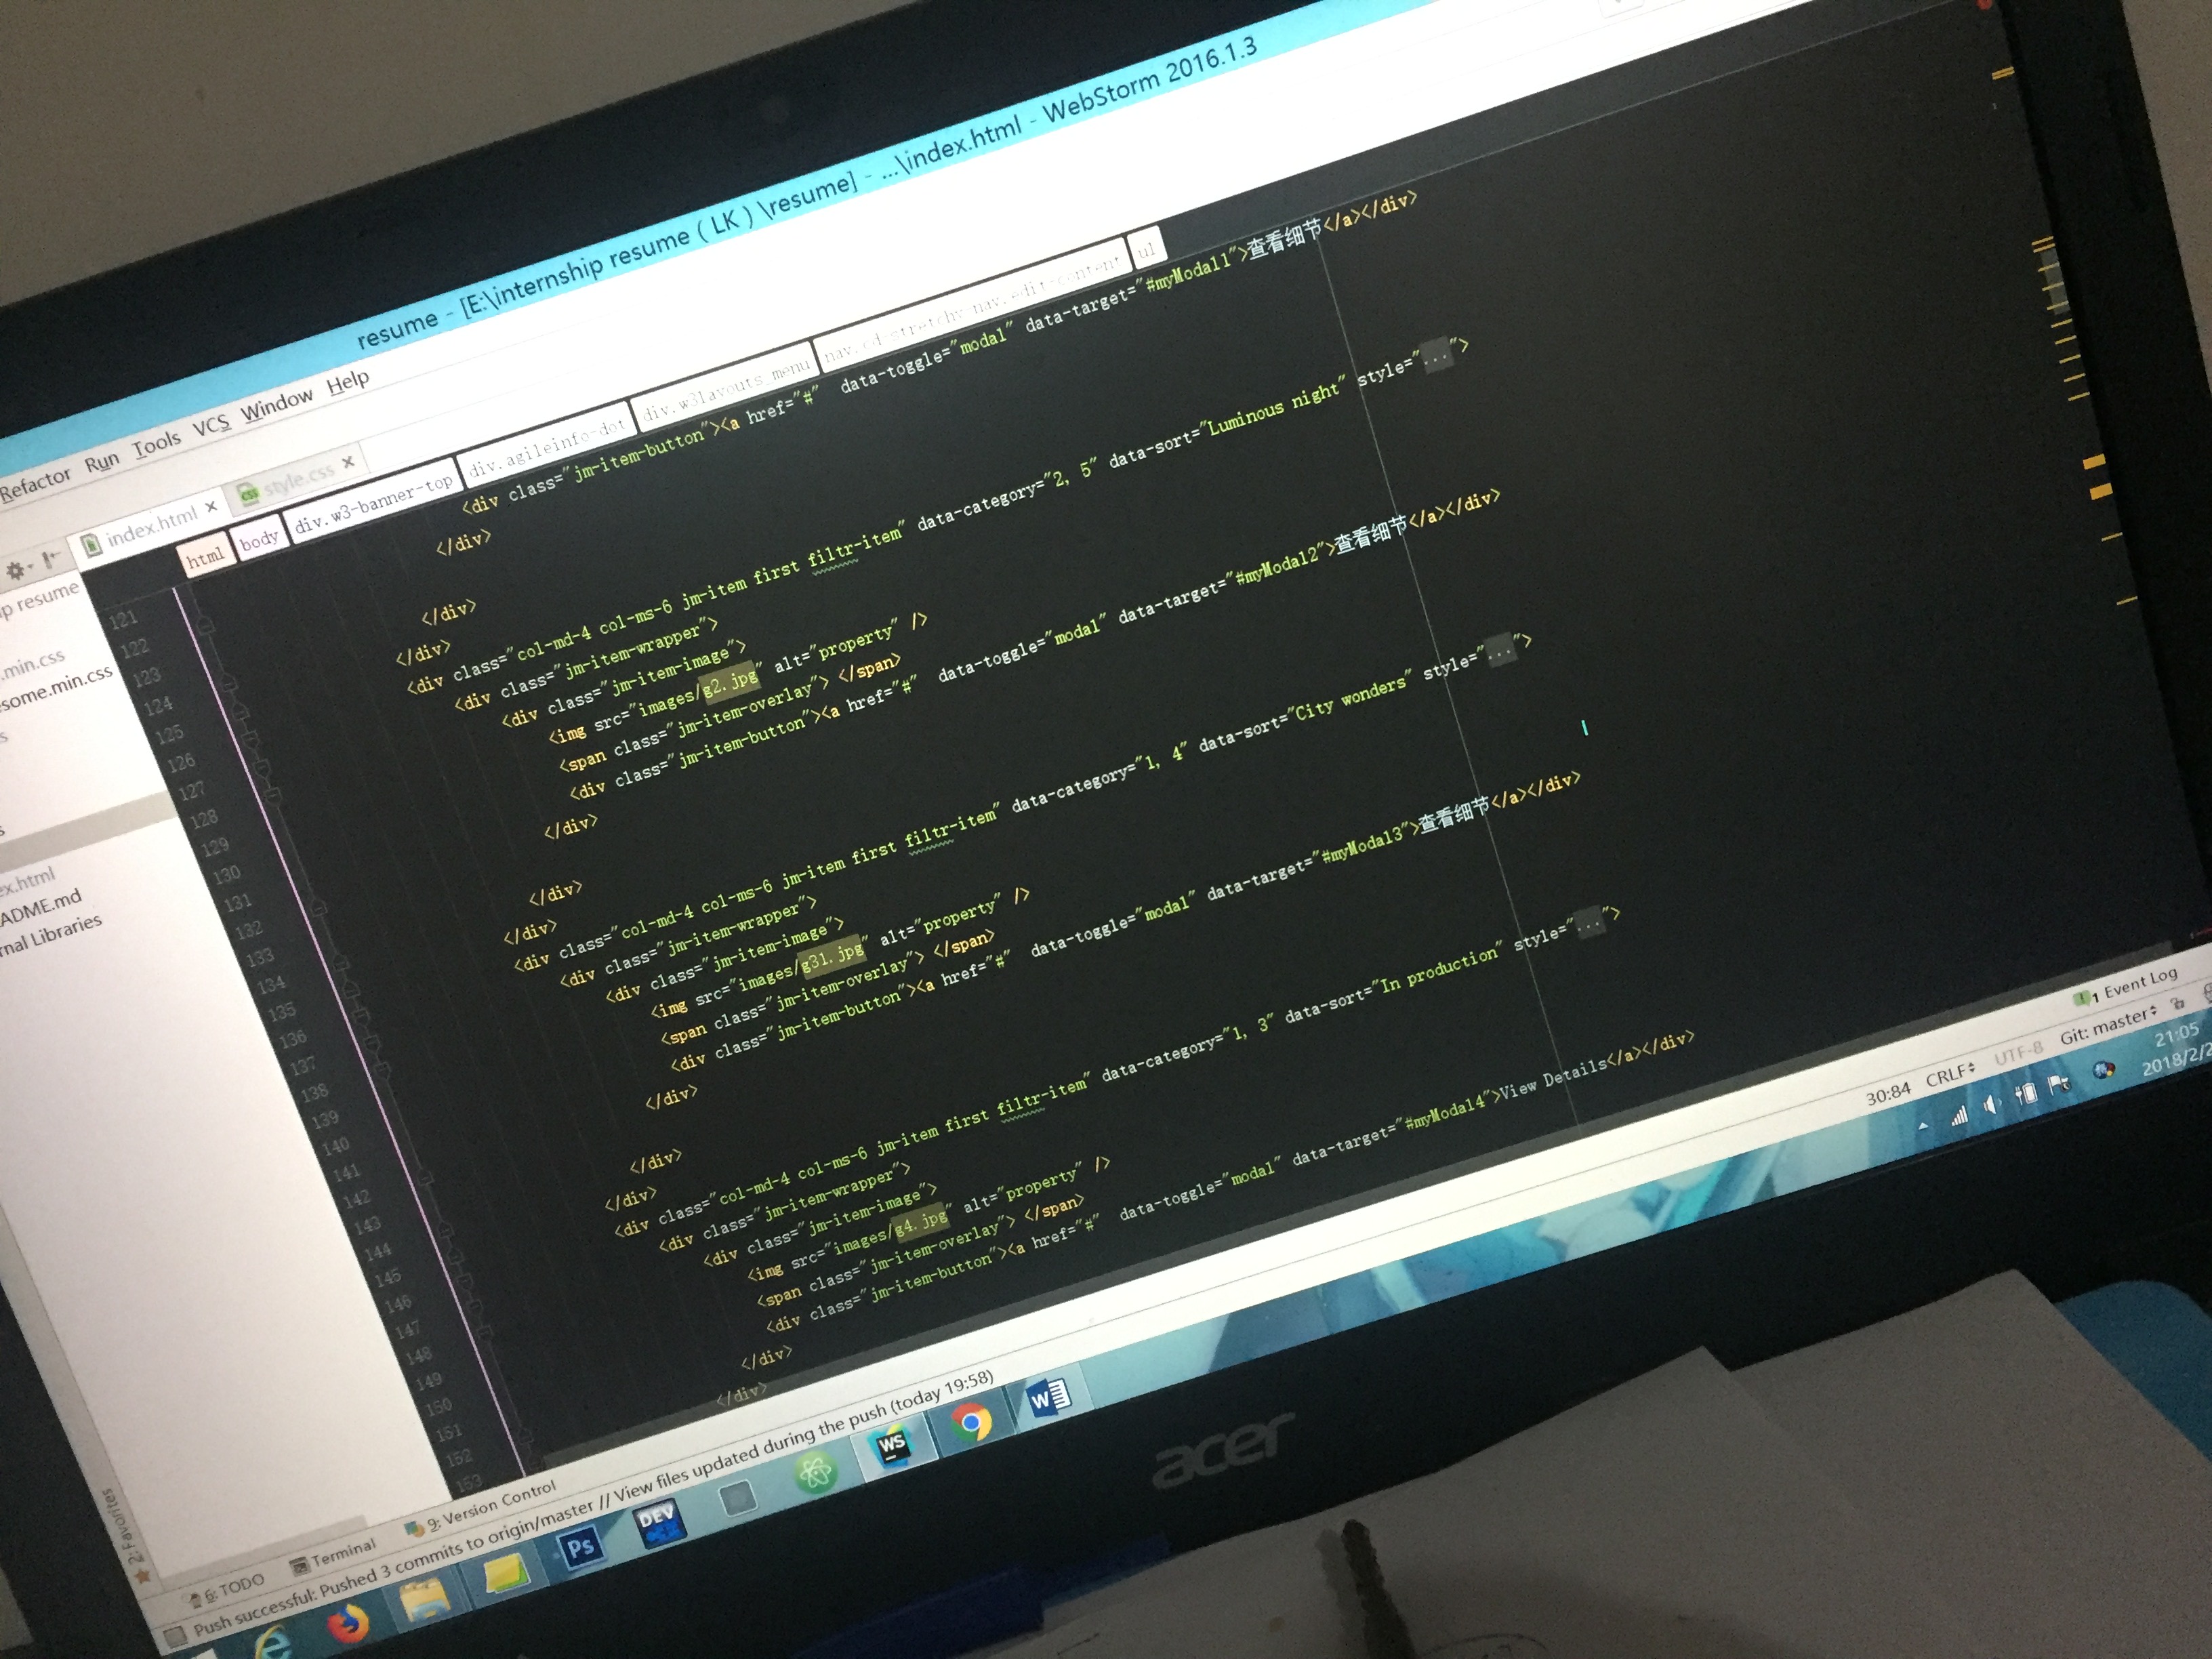 resume - [E:\internship resume ( LK ) \resume] - ...\index.html - WebStorm 2016.1.3
Refactor Run Tools VCS Window Help
index.html
style.css
html body div.w3-banner-top div.agileinfo-dot div.w3layouts_menu nav.cd-stretchy-nav.edit-content ul
resume
.min.css
some.min.css
ex.html
ADME.md
rnal Libraries
121
122
123
124
125
126
127
128
129
130
131
132
133
134
135
136
137
138
139
140
141
142
143
144
145
146
147
148
149
150
151
152
153
<div class="jm-item-button"><a href="#" data-toggle="modal" data-target="#myModal1">查看细节</a></div>
</div>
</div>
</div>
<div class="col-md-4 col-ms-6 jm-item first filtr-item" data-category="2, 5" data-sort="Luminous night" style="...">
<div class="jm-item-wrapper">
<div class="jm-item-image">
<img src="images/g2.jpg" alt="property" />
<span class="jm-item-overlay"> </span>
<div class="jm-item-button"><a href="#" data-toggle="modal" data-target="#myModal2">查看细节</a></div>
</div>
</div>
</div>
<div class="col-md-4 col-ms-6 jm-item first filtr-item" data-category="1, 4" data-sort="City wonders" style="...">
<div class="jm-item-wrapper">
<div class="jm-item-image">
<img src="images/g31.jpg" alt="property" />
<span class="jm-item-overlay"> </span>
<div class="jm-item-button"><a href="#" data-toggle="modal" data-target="#myModal3">查看细节</a></div>
</div>
</div>
</div>
<div class="col-md-4 col-ms-6 jm-item first filtr-item" data-category="1, 3" data-sort="In production" style="...">
<div class="jm-item-wrapper">
<div class="jm-item-image">
<img src="images/g4.jpg" alt="property" />
<span class="jm-item-overlay"> </span>
<div class="jm-item-button"><a href="#" data-toggle="modal" data-target="#myModal4">View Details</a></div>
</div>
</div>
2: Favorites
6: TODO Terminal 9: Version Control
1 Event Log
Push successful: Pushed 3 commits to origin/master // View files updated during the push (today 19:58)
30:84 CRLF UTF-8 Git: master
Ps
DEV
WS
W
21:05
2018/2/2
acer